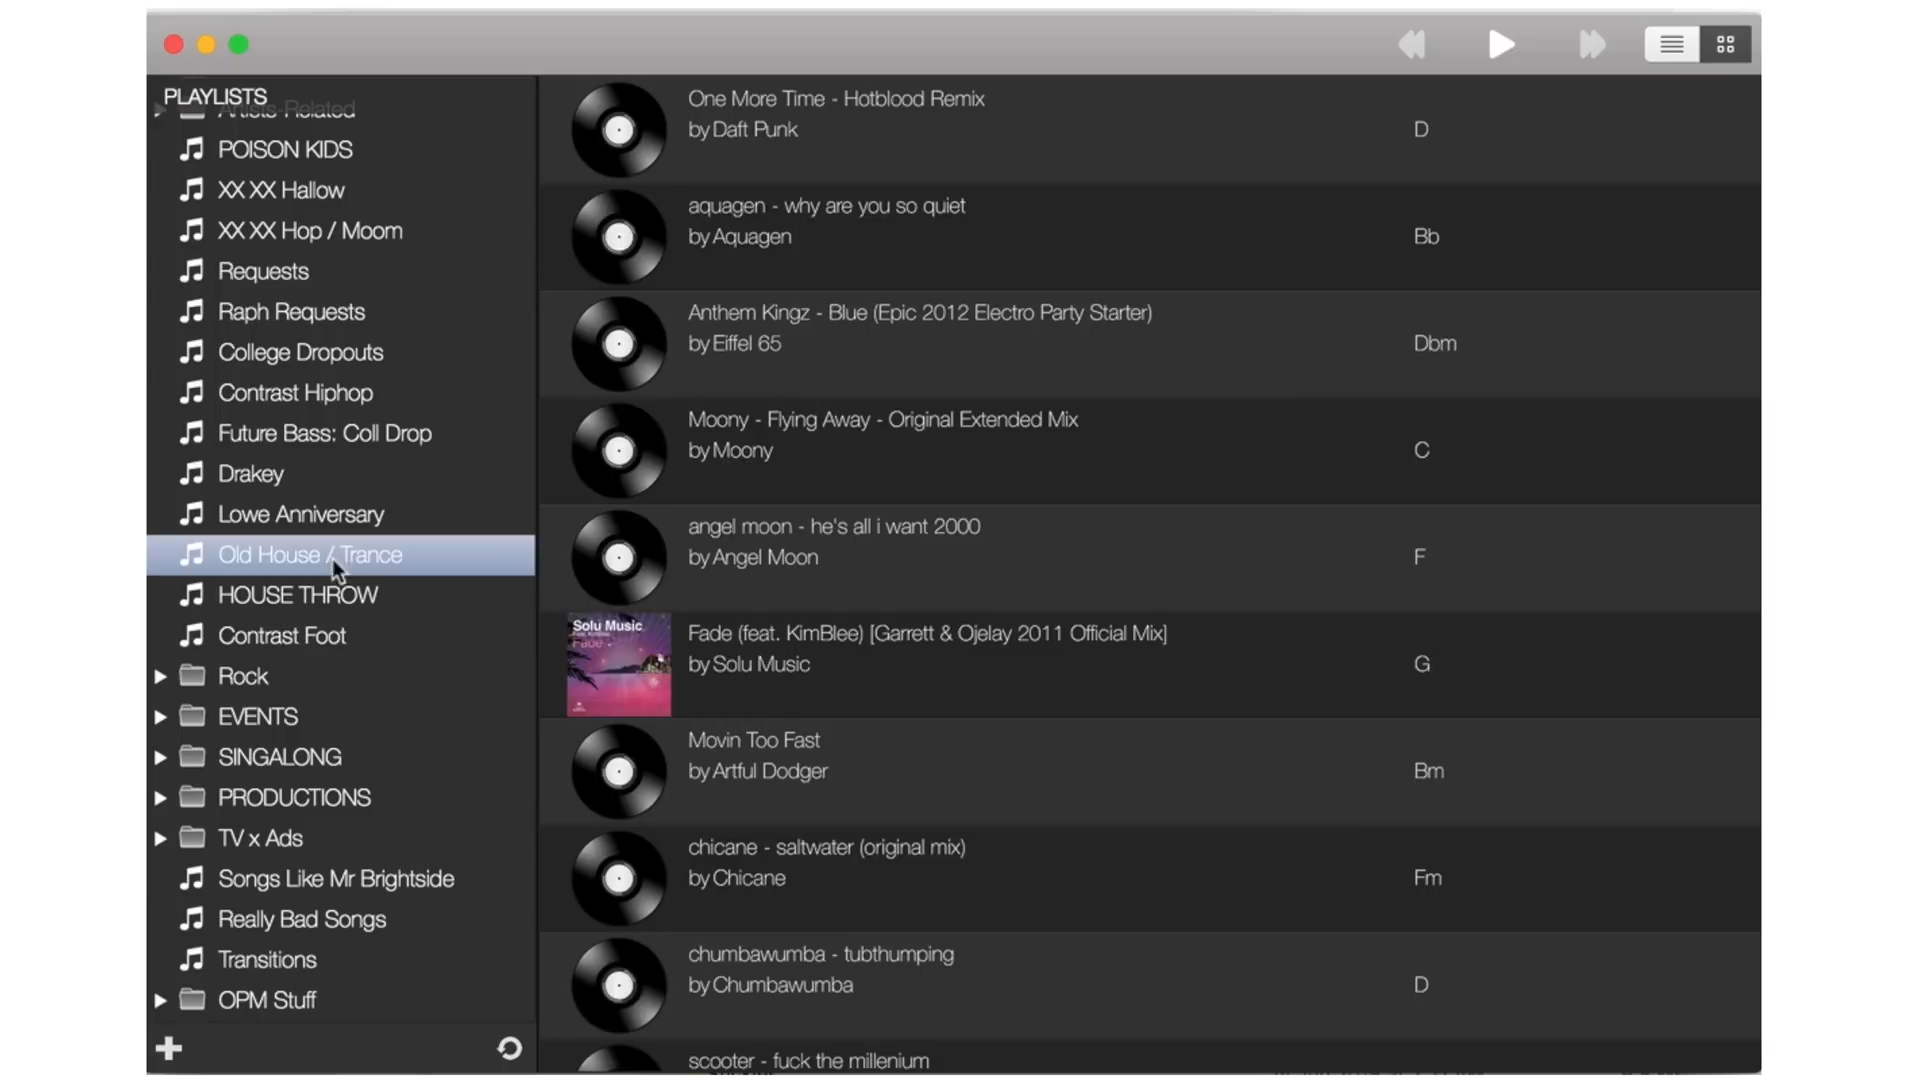 PLAYLISTS
Artists-Related
POISON KIDS
XX XX Hallow
XX XX Hop / Moom
Requests
Raph Requests
College Dropouts
Contrast Hiphop
Future Bass: Coll Drop
Drakey
Lowe Anniversary
Old House / Trance
HOUSE THROW
Contrast Foot
Rock
EVENTS
SINGALONG
PRODUCTIONS
TV x Ads
Songs Like Mr Brightside
Really Bad Songs
Transitions
OPM Stuff
One More Time - Hotblood Remix
by Daft Punk
D
aquagen - why are you so quiet
by Aquagen
Bb
Anthem Kingz - Blue (Epic 2012 Electro Party Starter)
by Eiffel 65
Dbm
Moony - Flying Away - Original Extended Mix
by Moony
C
angel moon - he's all i want 2000
by Angel Moon
F
Solu Music
Fade
Fade (feat. KimBlee) [Garrett & Ojelay 2011 Official Mix]
by Solu Music
G
Movin Too Fast
by Artful Dodger
Bm
chicane - saltwater (original mix)
by Chicane
Fm
chumbawumba - tubthumping
by Chumbawumba
D
scooter - fuck the millenium